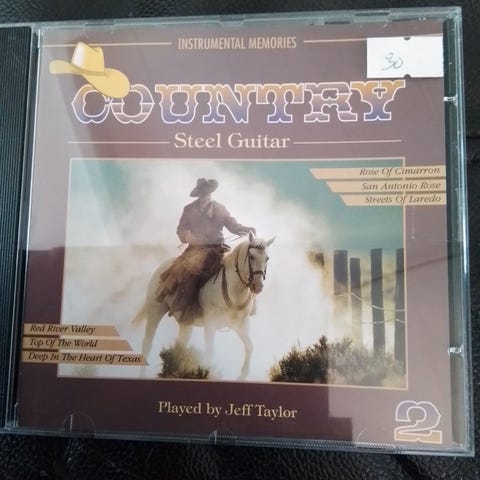 INSTRUMENTAL MEMORIES
30
COUNTRY
Steel Guitar
Rose Of Cimarron
San Antonio Rose
Streets Of Laredo
Red River Valley
Top Of The World
Deep In The Heart Of Texas
Played by Jeff Taylor
2